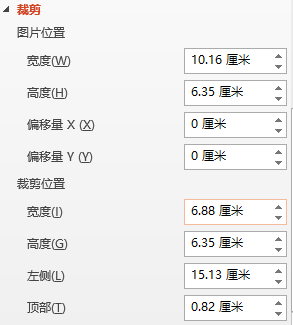 裁剪
图片位置
宽度(W) 10.16 厘米
高度(H) 6.35 厘米
偏移量 X (X) 0 厘米
偏移量 Y (Y) 0 厘米
裁剪位置
宽度(I) 6.88 厘米
高度(G) 6.35 厘米
左侧(L) 15.13 厘米
顶部(T) 0.82 厘米